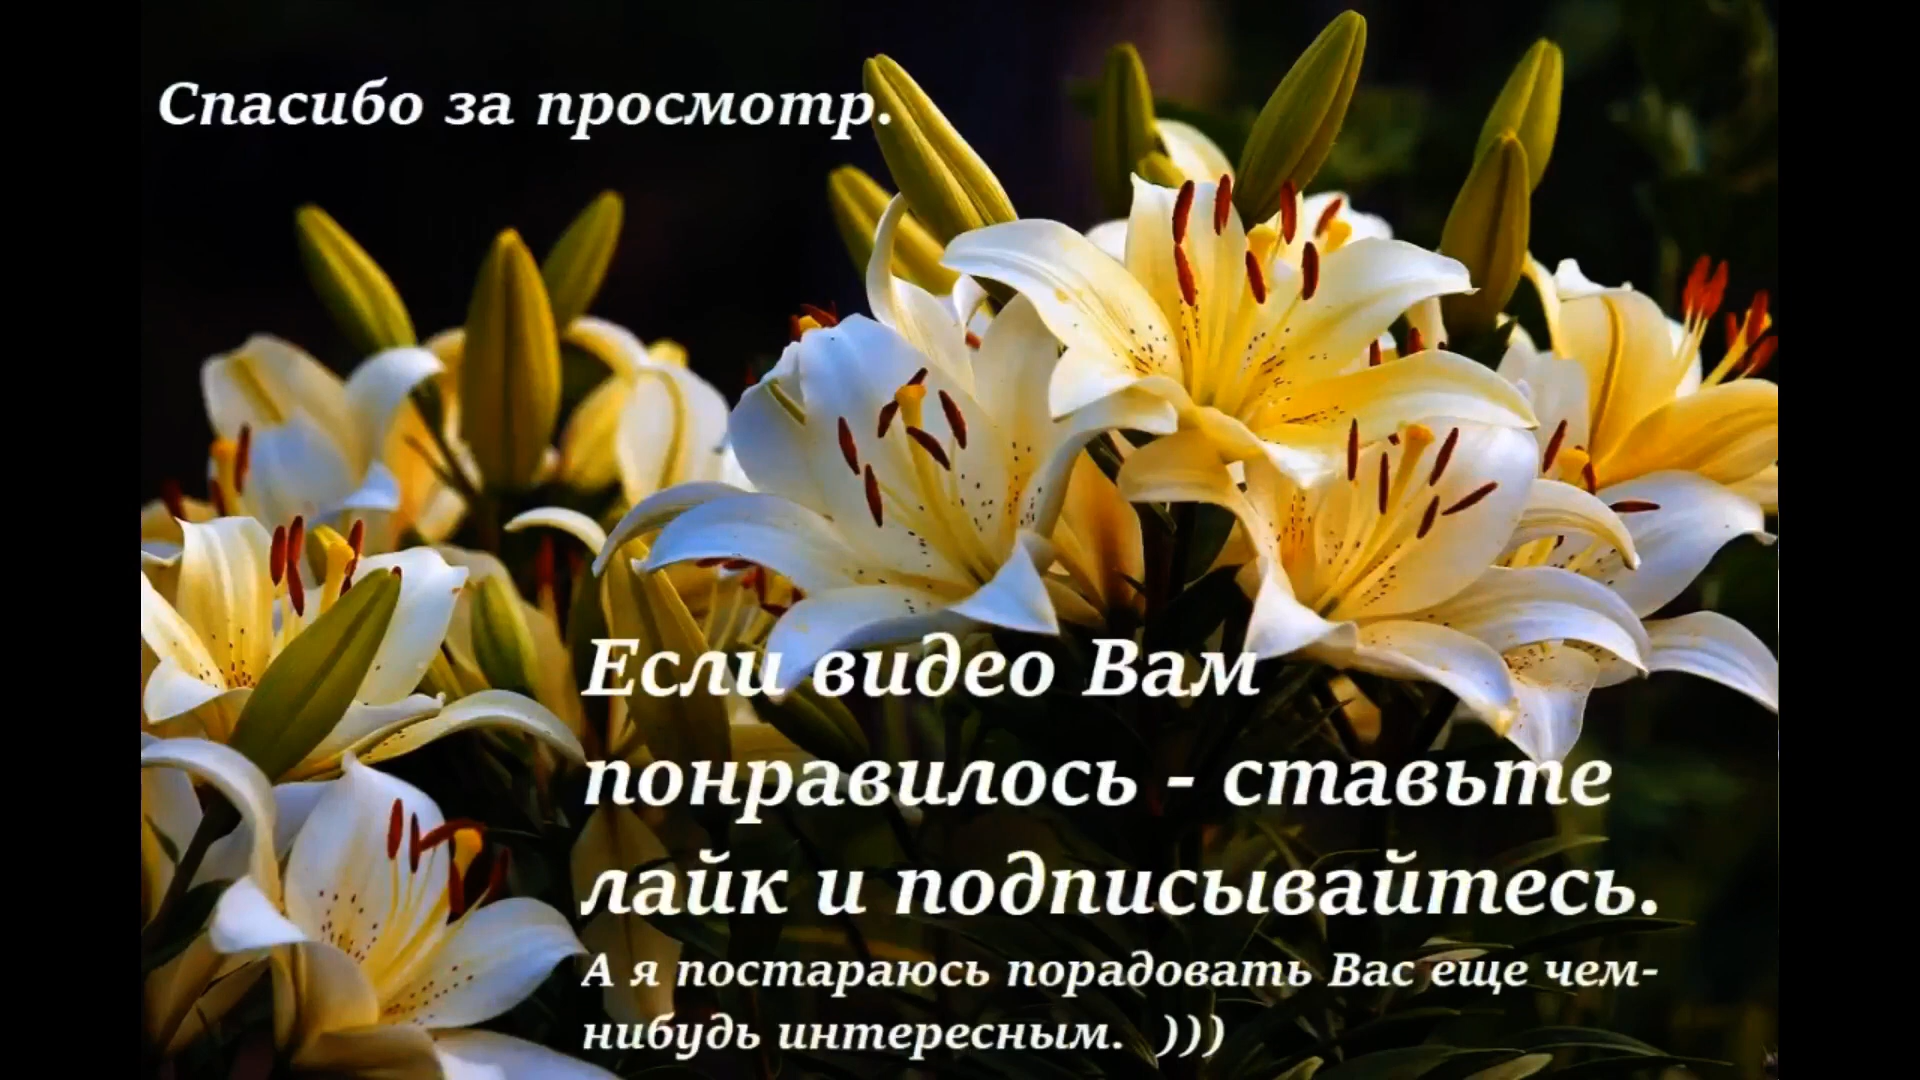 Спасибо за просмотр.
Если видео Вам
понравилось - ставьте
лайк и подписывайтесь.
А я постараюсь порадовать Вас еще чем-
нибудь интересным.  )))